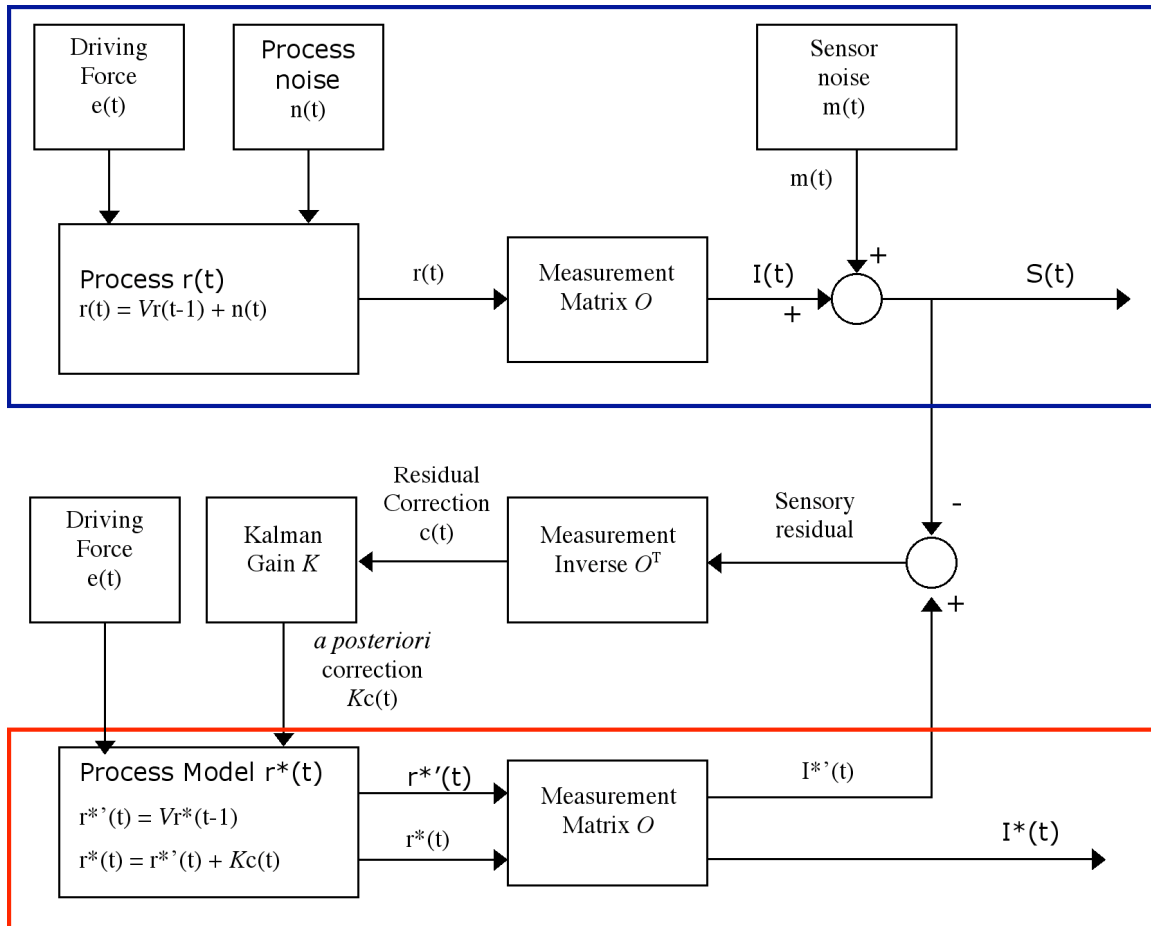 Driving
Force
e(t)
Process
noise
n(t)
Sensor
noise
m(t)
m(t)
+
Process r(t)
r(t) = Vr(t-1) + n(t)
r(t)
Measurement
Matrix O
I(t)
+
S(t)
Driving
Force
e(t)
Kalman
Gain K
Residual
Correction
c(t)
Measurement
Inverse Oᵀ
Sensory
residual
-
+
a posteriori
correction
Kc(t)
Process Model r*(t)
r*'(t) = Vr*(t-1)
r*(t) = r*'(t) + Kc(t)
r*'(t)
r*(t)
Measurement
Matrix O
I*'(t)
I*(t)